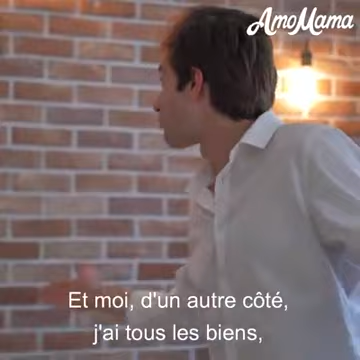 AmoMama
Et moi, d'un autre côté,
j'ai tous les biens,